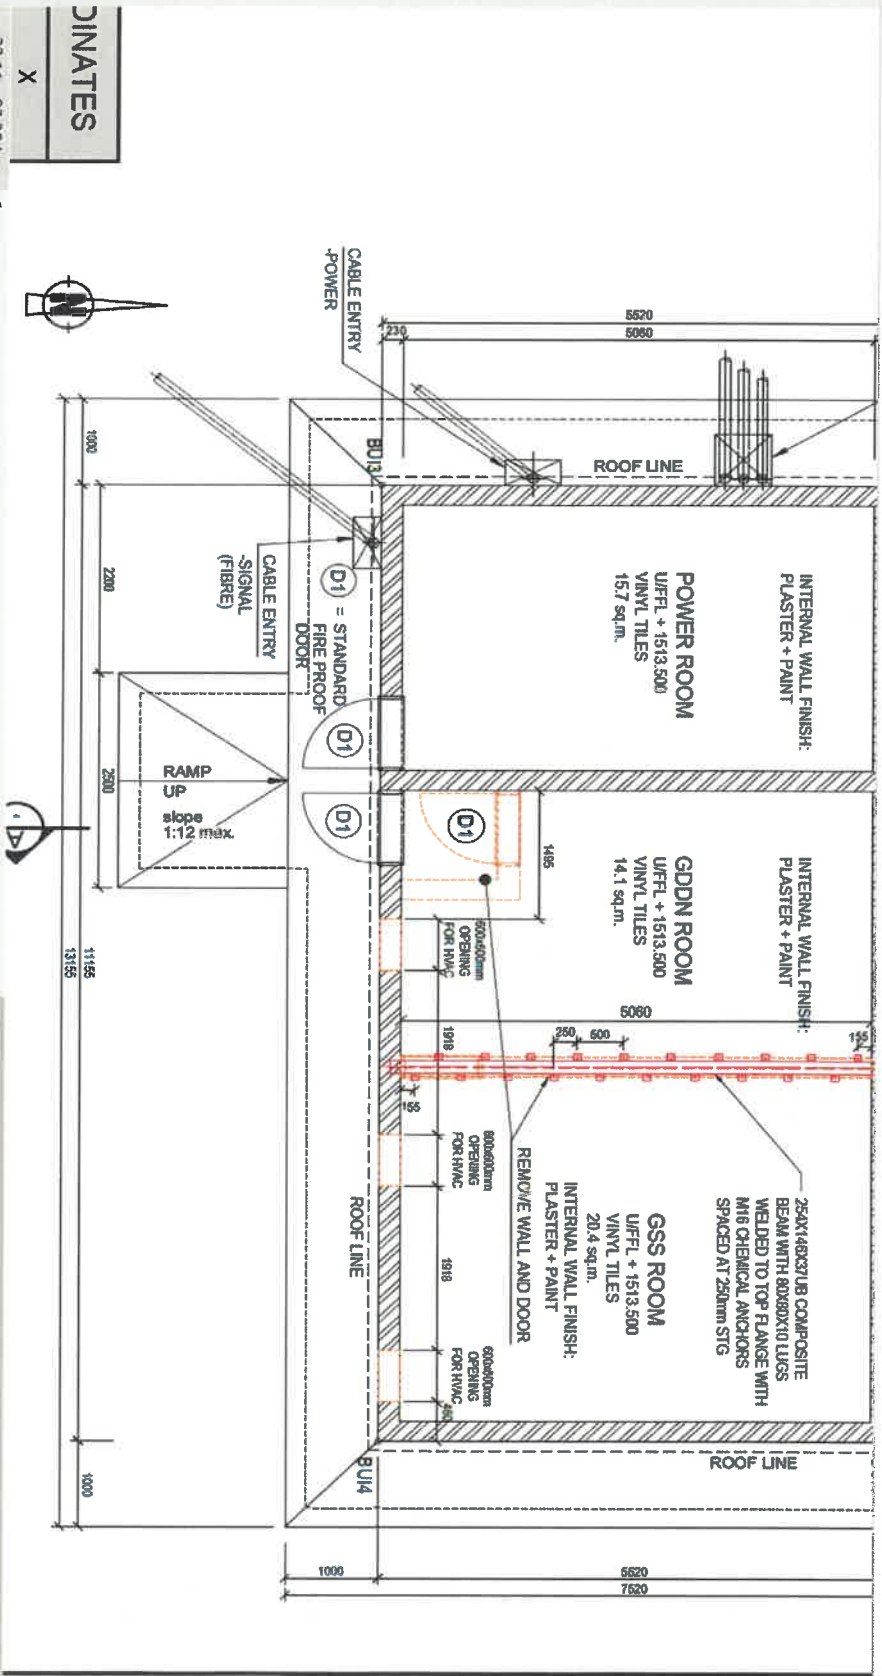 DINATES
X
N
CABLE ENTRY
-POWER
5520
5060
230
ROOF LINE
BUI3
CABLE ENTRY
-SIGNAL
(FIBRE)
D1
= STANDARD
FIRE PROOF
DOOR
D1
D1
D1
INTERNAL WALL FINISH:
PLASTER + PAINT
POWER ROOM
U/FFL + 1513.500
VINYL TILES
15.7 sq.m.
INTERNAL WALL FINISH:
PLASTER + PAINT
GDDN ROOM
U/FFL + 1513.500
VINYL TILES
14.1 sq.m.
1495
5060
155
250
500
155
254X146X37UB COMPOSITE
BEAM WITH 80X80X10 LUGS
WELDED TO TOP FLANGE WITH
M16 CHEMICAL ANCHORS
SPACED AT 250mm STG
REMOVE WALL AND DOOR
GSS ROOM
U/FFL + 1513.500
VINYL TILES
20.4 sq.m.
INTERNAL WALL FINISH:
PLASTER + PAINT
600x600mm
OPENING
FOR HVAC
1918
600x600mm
OPENING
FOR HVAC
1918
600x600mm
OPENING
FOR HVAC
ROOF LINE
ROOF LINE
BUI4
RAMP
UP
slope
1:12 max.
A
1000
2200
2500
11155
13155
1000
1000
5520
7520